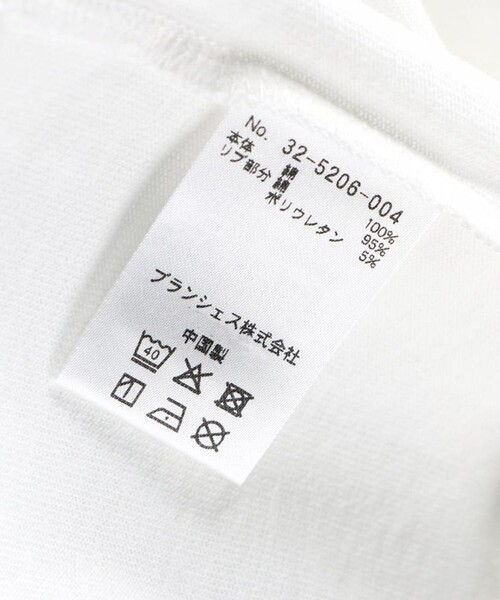 No. 32-5206-004
本体 綿 100%
リブ部分 綿 95%
ポリウレタン 5%
ブランシェス株式会社
中国製
40